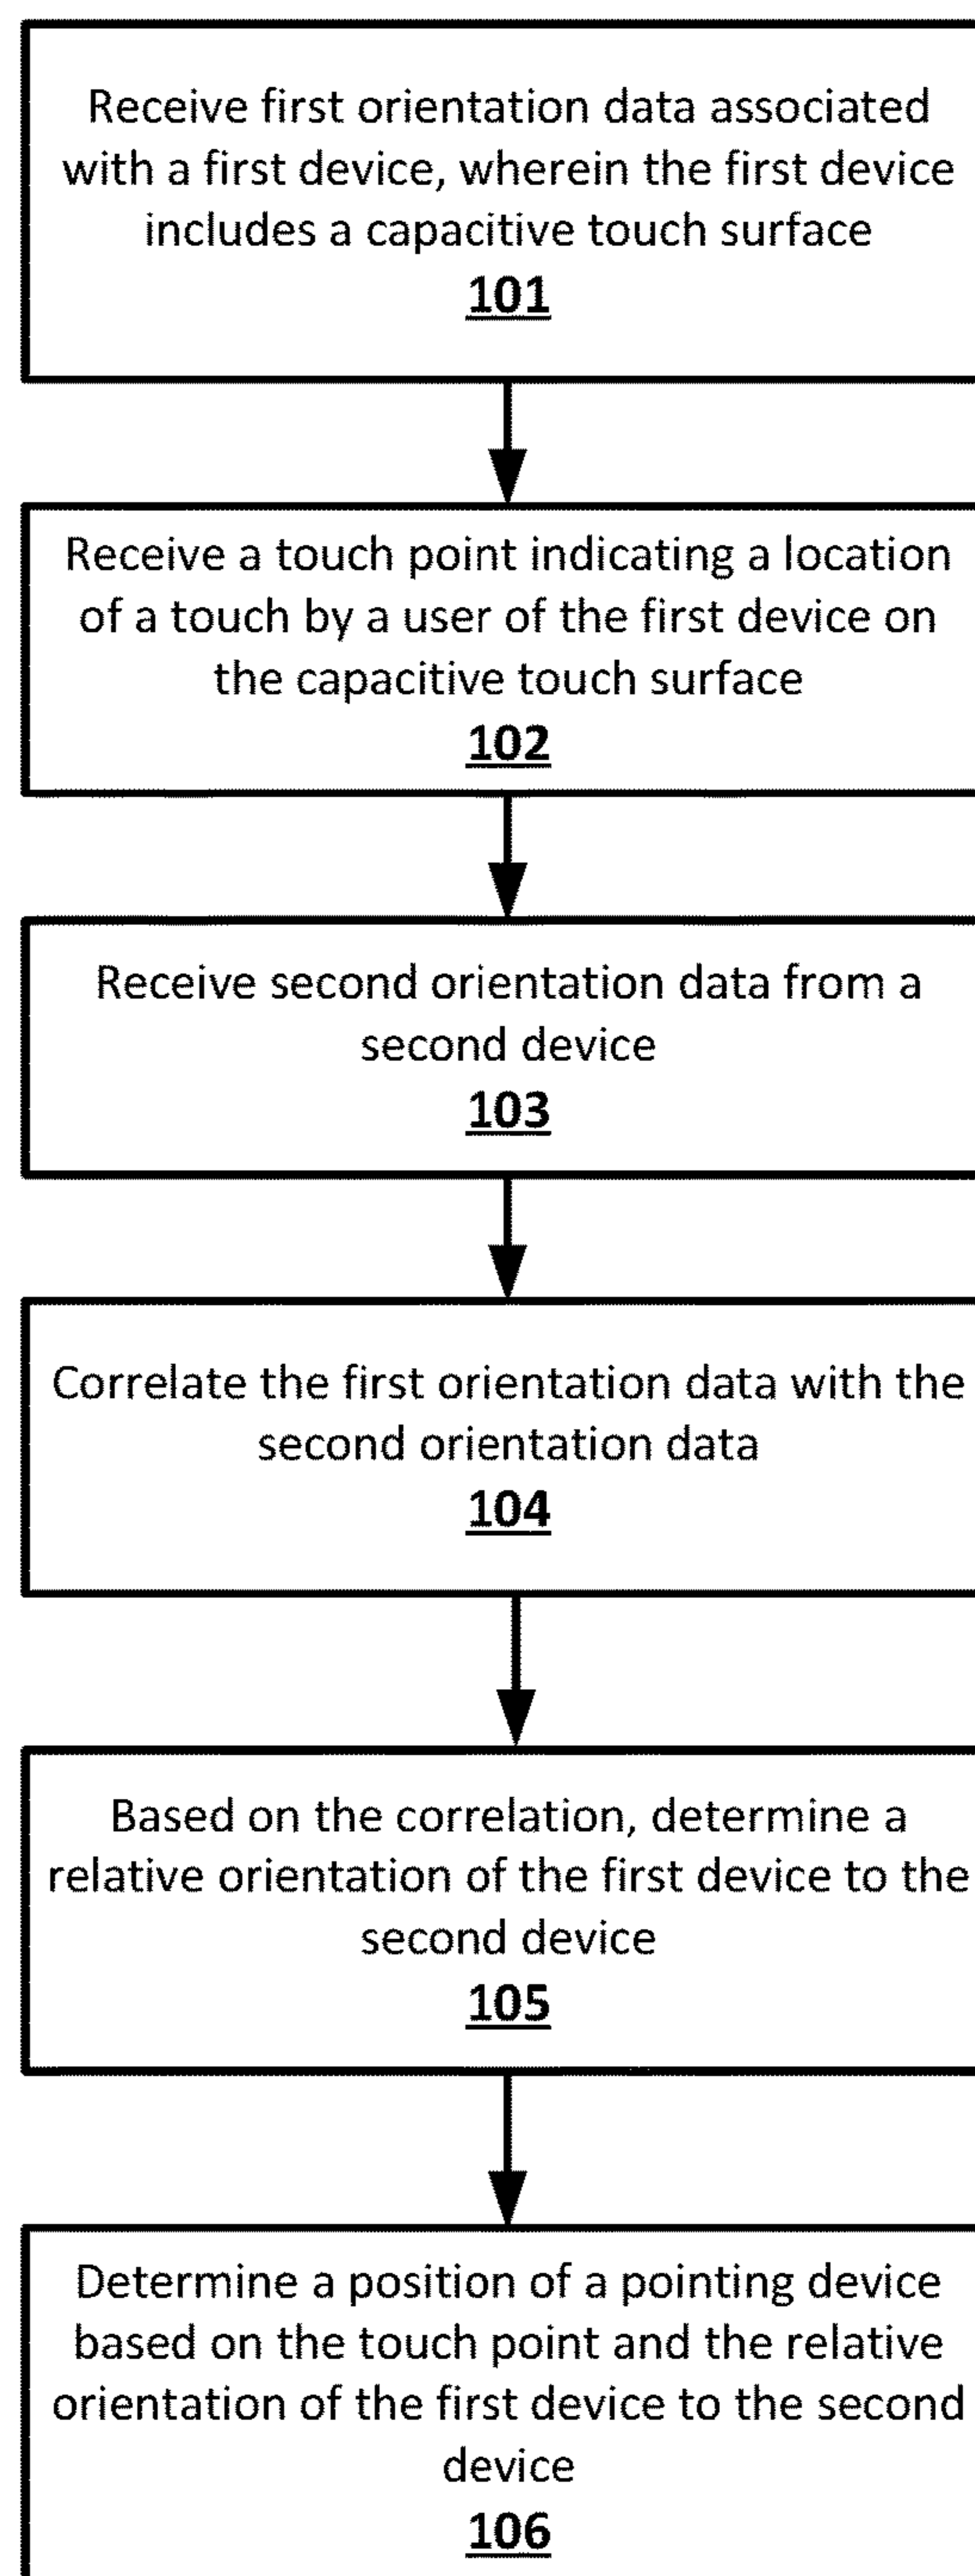 Receive first orientation data associated
with a first device, wherein the first device
includes a capacitive touch surface
101
Receive a touch point indicating a location
of a touch by a user of the first device on
the capacitive touch surface
102
Receive second orientation data from a
second device
103
Correlate the first orientation data with the
second orientation data
104
Based on the correlation, determine a
relative orientation of the first device to the
second device
105
Determine a position of a pointing device
based on the touch point and the relative
orientation of the first device to the second
device
106